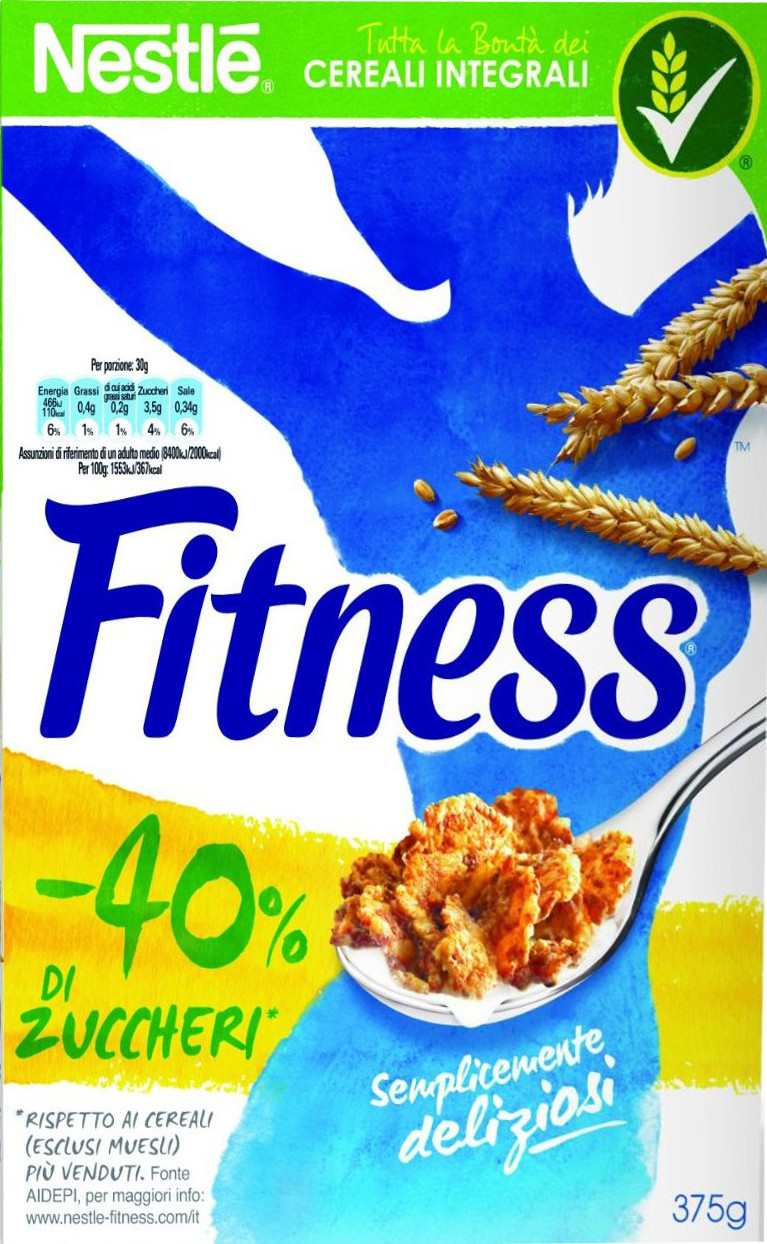 Nestlé®
Tutta la Bontà dei
CEREALI INTEGRALI
®
Per porzione: 30g
Energia 466kJ 110kcal 6%
Grassi 0,4g 1%
di cui acidi grassi saturi 0,2g 1%
Zuccheri 3,5g 4%
Sale 0,34g 6%
Assunzioni di riferimento di un adulto medio (8400kJ/2000kcal)
Per 100g: 1553kJ/367kcal
TM
Fitness®
-40%
DI
ZUCCHERI*
Semplicemente
deliziosi
*RISPETTO AI CEREALI
(ESCLUSI MUESLI)
PIÙ VENDUTI. Fonte
AIDEPI, per maggiori info:
www.nestle-fitness.com/it
375g